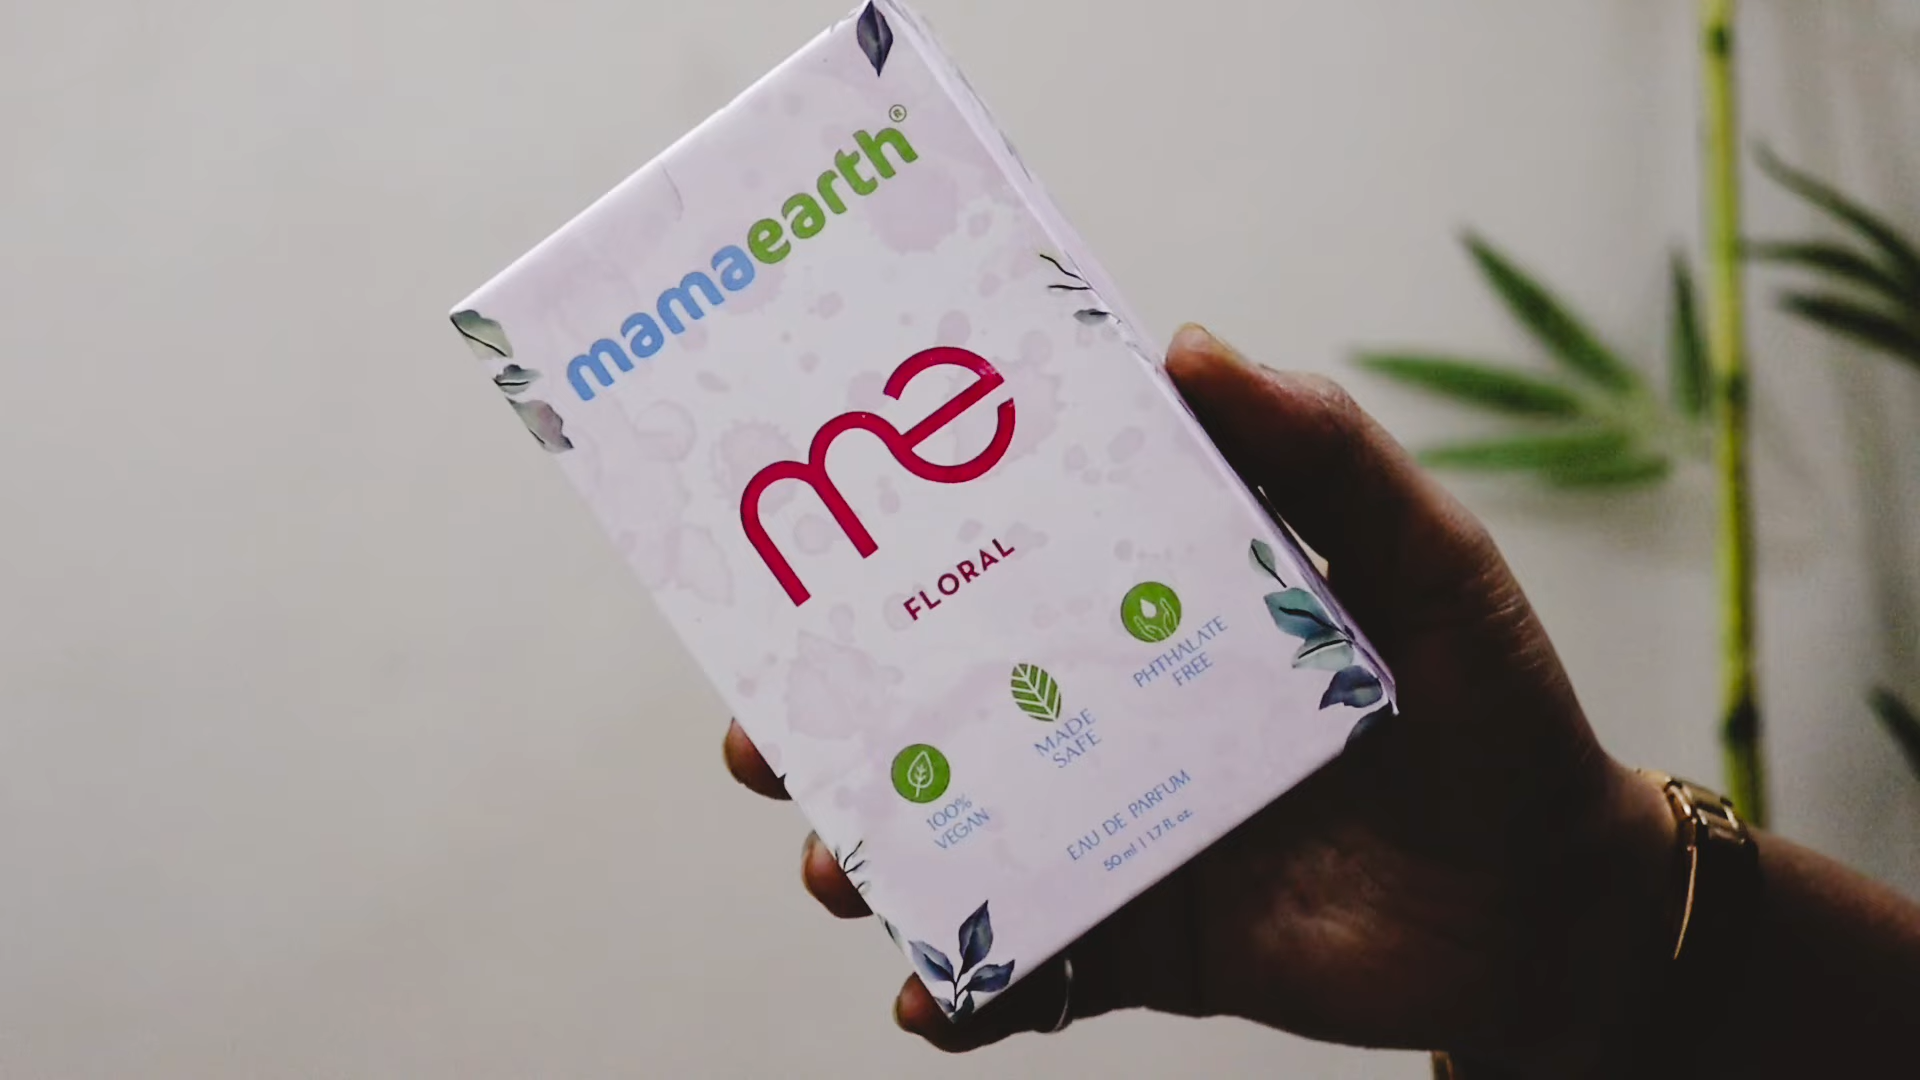 mamaearth®
me
FLORAL
100%
VEGAN
MADE
SAFE
PHTHALATE
FREE
EAU DE PARFUM
50 ml | 1.7 fl. oz.